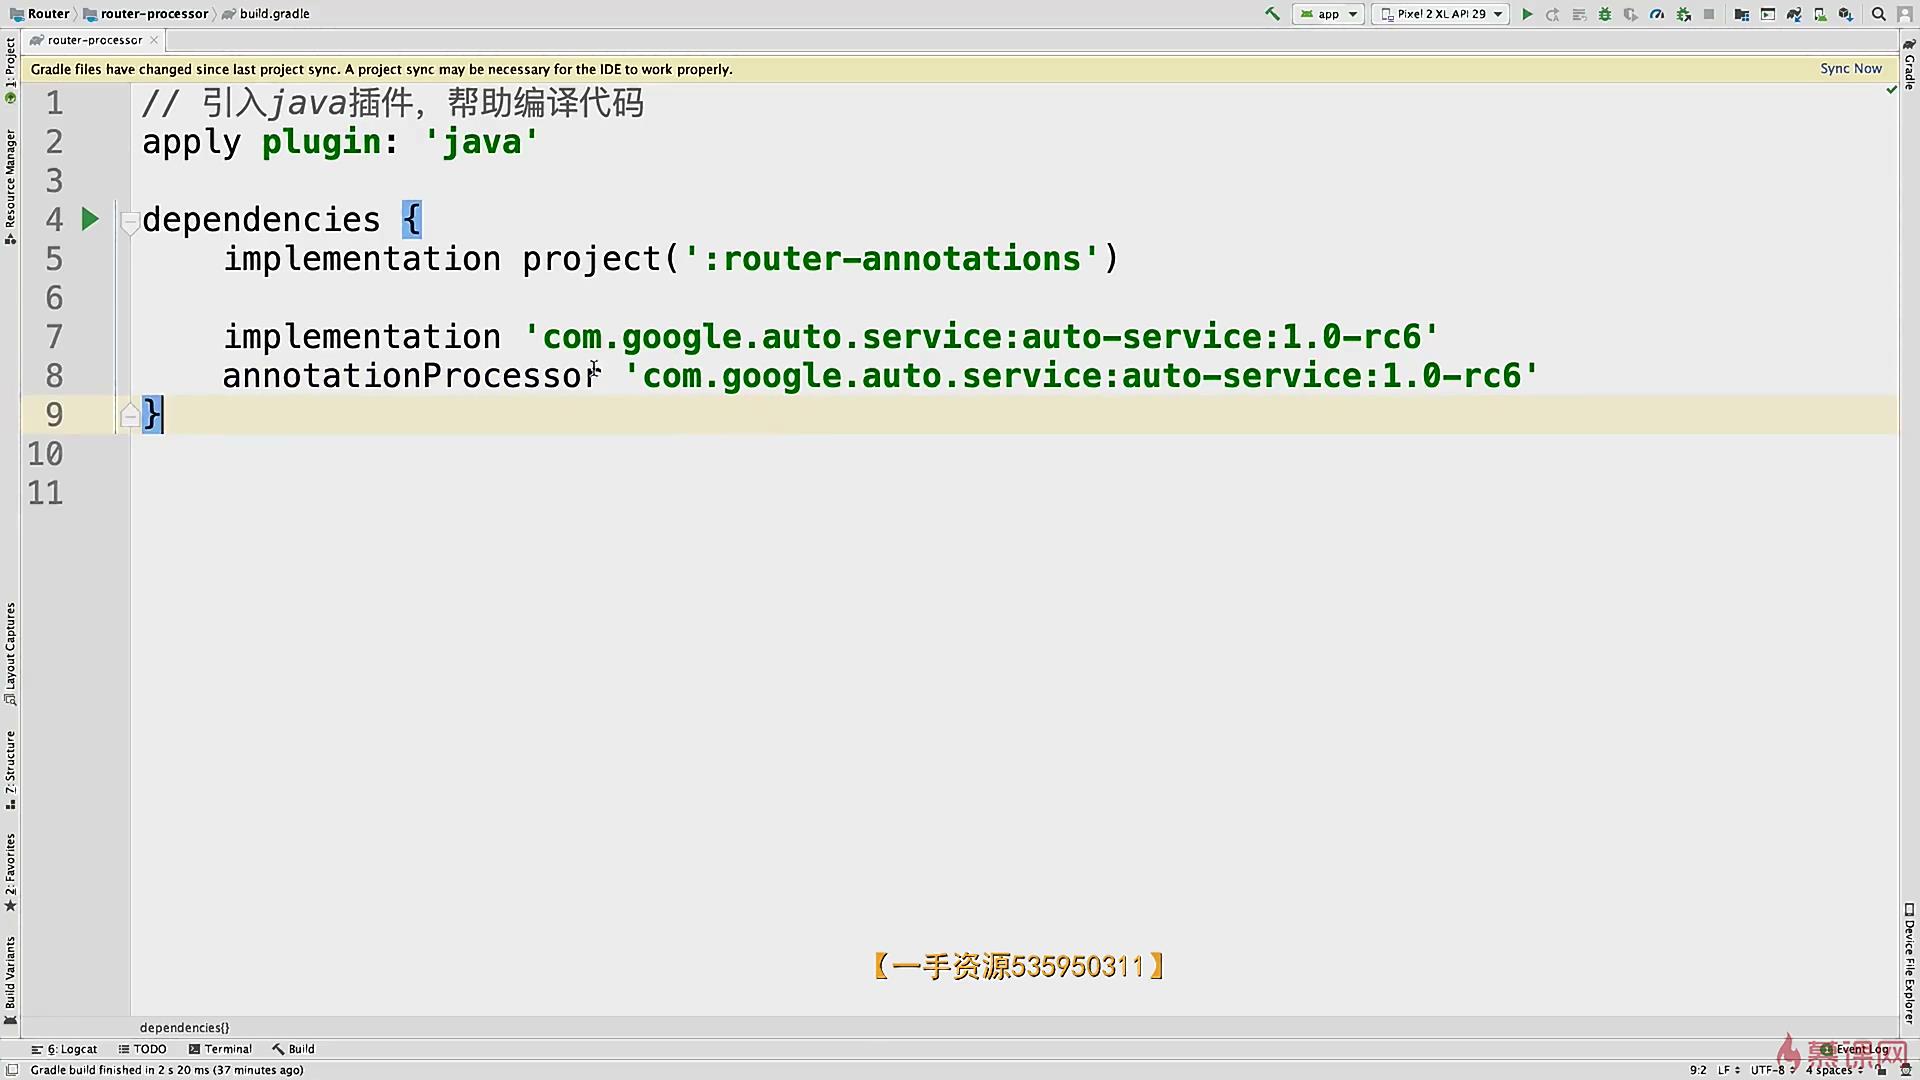 Router router-processor build.gradle
app Pixel 2 XL API 29
router-processor
Gradle files have changed since last project sync. A project sync may be necessary for the IDE to work properly.
Sync Now
1 // 引入java插件，帮助编译代码
2 apply plugin: 'java'
3
4 dependencies {
5 implementation project(':router-annotations')
6
7 implementation 'com.google.auto.service:auto-service:1.0-rc6'
8 annotationProcessor 'com.google.auto.service:auto-service:1.0-rc6'
9 }
10
11
1: Project
Resource Manager
Layout Captures
7: Structure
2: Favorites
Build Variants
Gradle
Device File Explorer
【一手资源535950311】
dependencies{}
6: Logcat TODO Terminal Build
Event Log
慕课网
Gradle build finished in 2 s 20 ms (37 minutes ago)
9:2 LF UTF-8 4 spaces